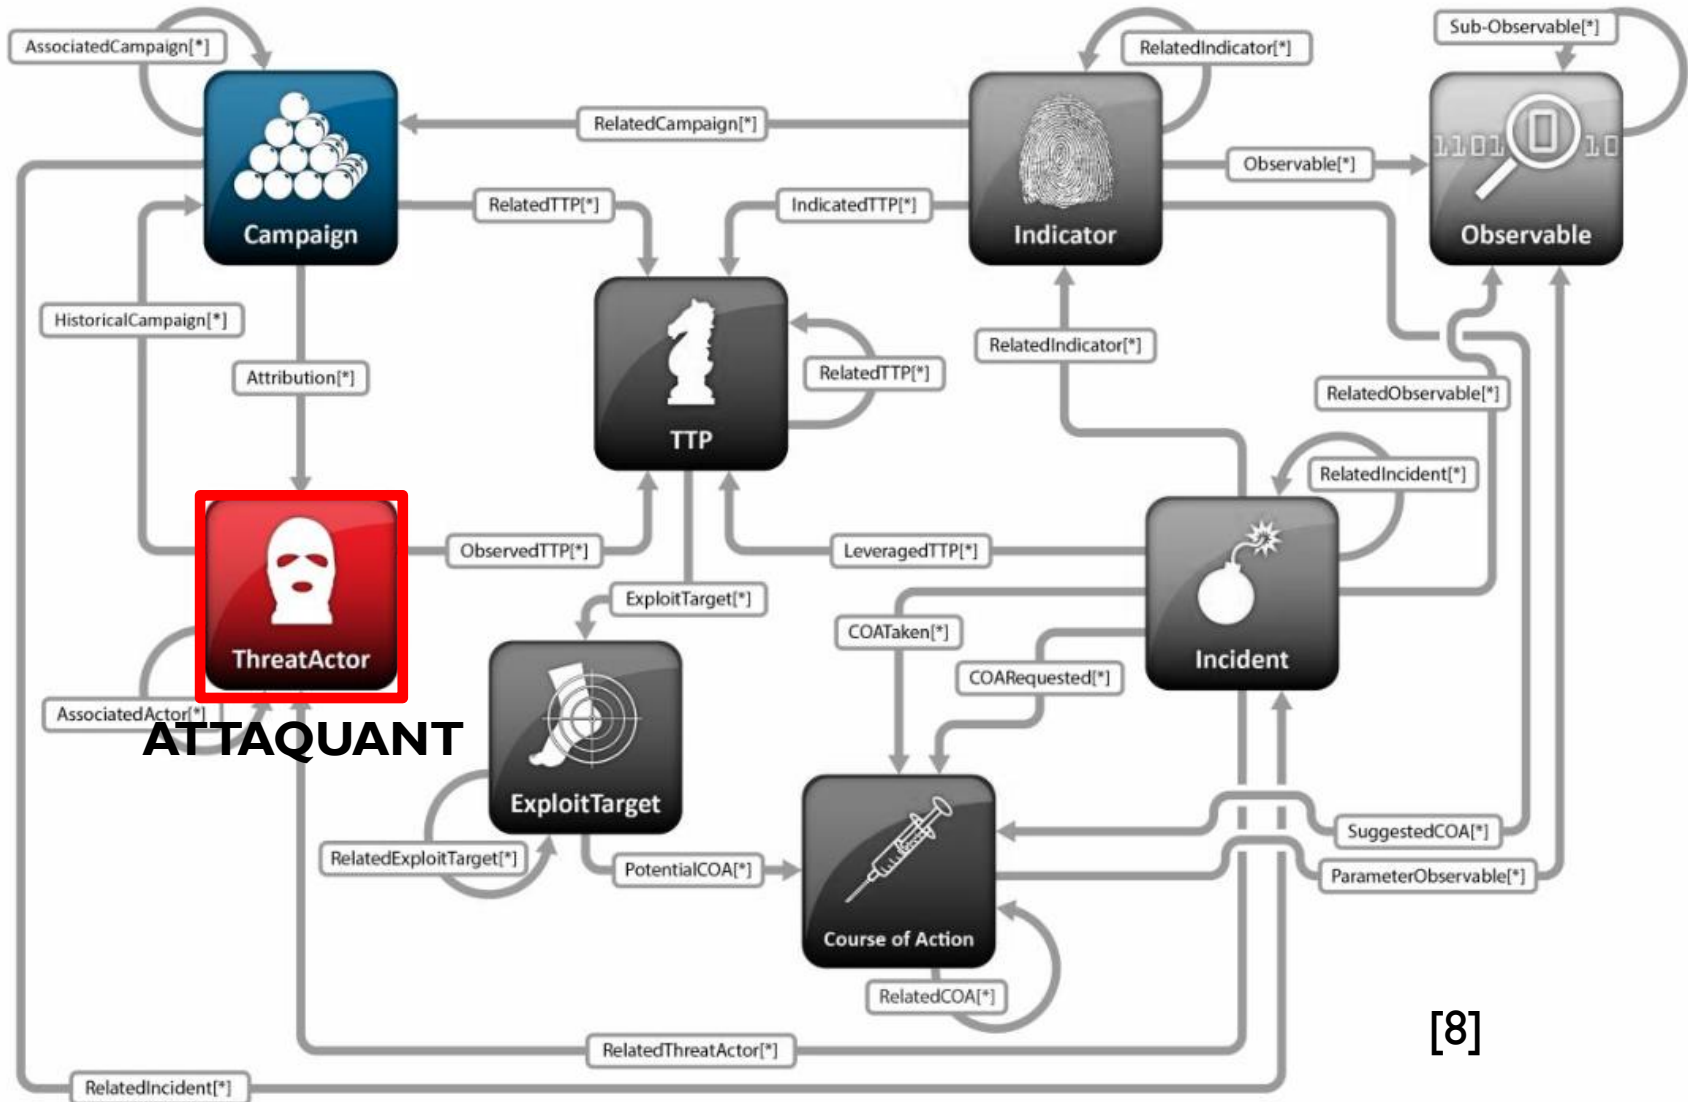 AssociatedCampaign[*]
RelatedIndicator[*]
Sub-Observable[*]
RelatedCampaign[*]
Observable[*]
1101 0 10
Campaign
RelatedTTP[*]
IndicatedTTP[*]
Indicator
Observable
HistoricalCampaign[*]
Attribution[*]
RelatedIndicator[*]
RelatedTTP[*]
RelatedObservable[*]
TTP
RelatedIncident[*]
ObservedTTP[*]
LeveragedTTP[*]
ExploitTarget[*]
COATaken[*]
ThreatActor
Incident
COARequested[*]
AssociatedActor[*]
ATTAQUANT
ExploitTarget
SuggestedCOA[*]
RelatedExploitTarget[*]
PotentialCOA[*]
ParameterObservable[*]
Course of Action
RelatedCOA[*]
[8]
RelatedThreatActor[*]
RelatedIncident[*]